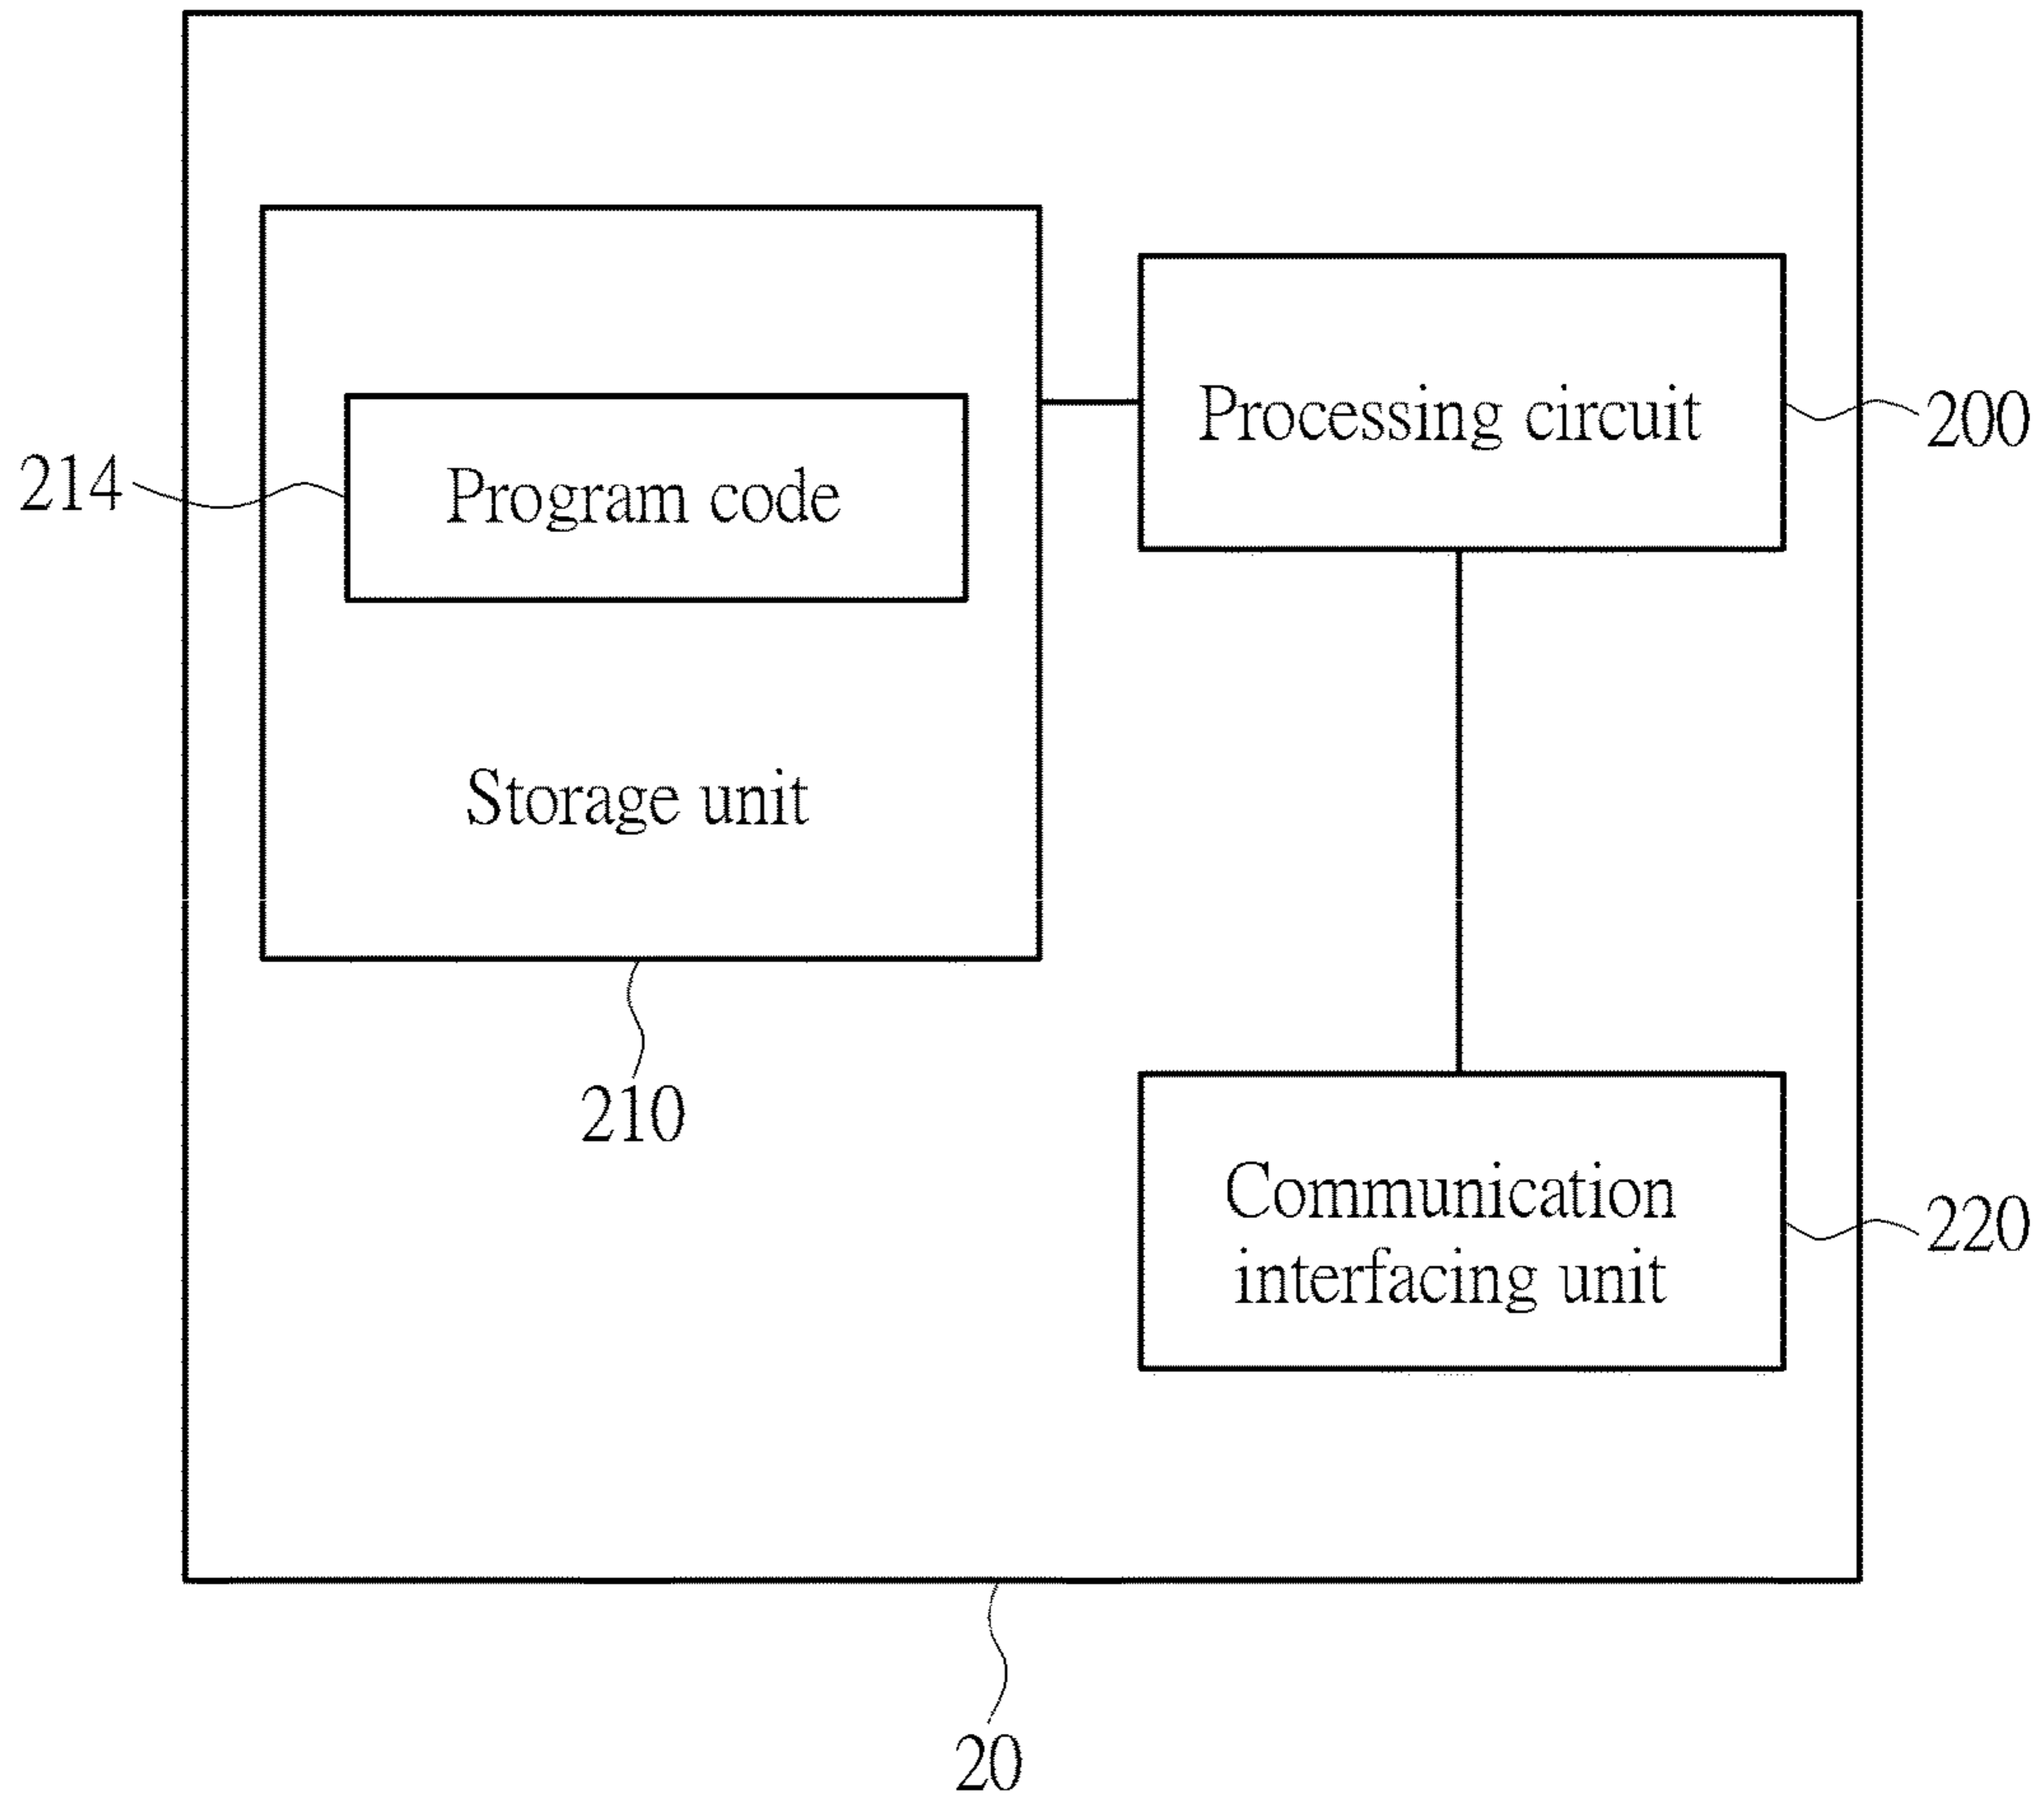 Processing circuit
200
214
Program code
Storage unit
210
Communication
interfacing unit
220
20